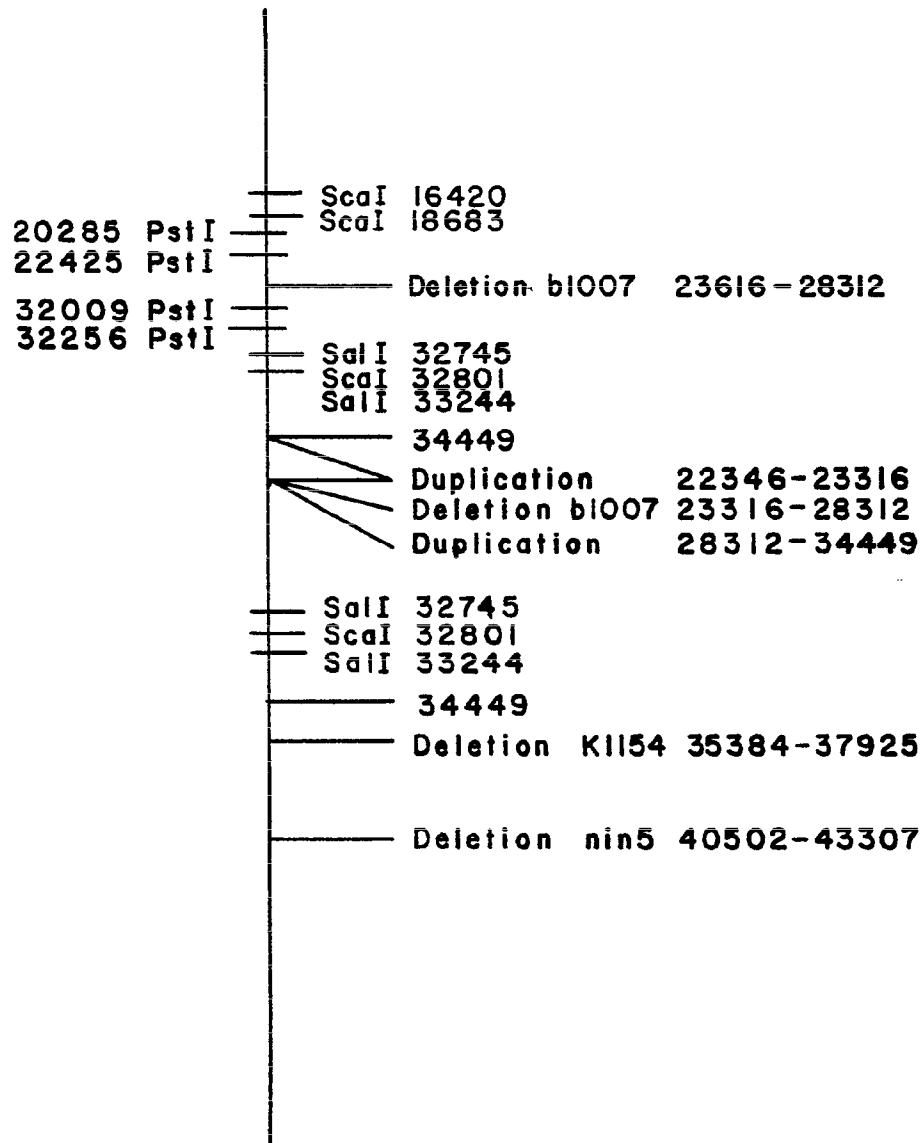 ScaI 16420
ScaI 18683
20285 PstI
22425 PstI
Deletion b1007 23616-28312
32009 PstI
32256 PstI
SalI 32745
ScaI 32801
SalI 33244
34449
Duplication 22346-23316
Deletion b1007 23316-28312
Duplication 28312-34449
SalI 32745
ScaI 32801
SalI 33244
34449
Deletion K1154 35384-37925
Deletion nin5 40502-43307